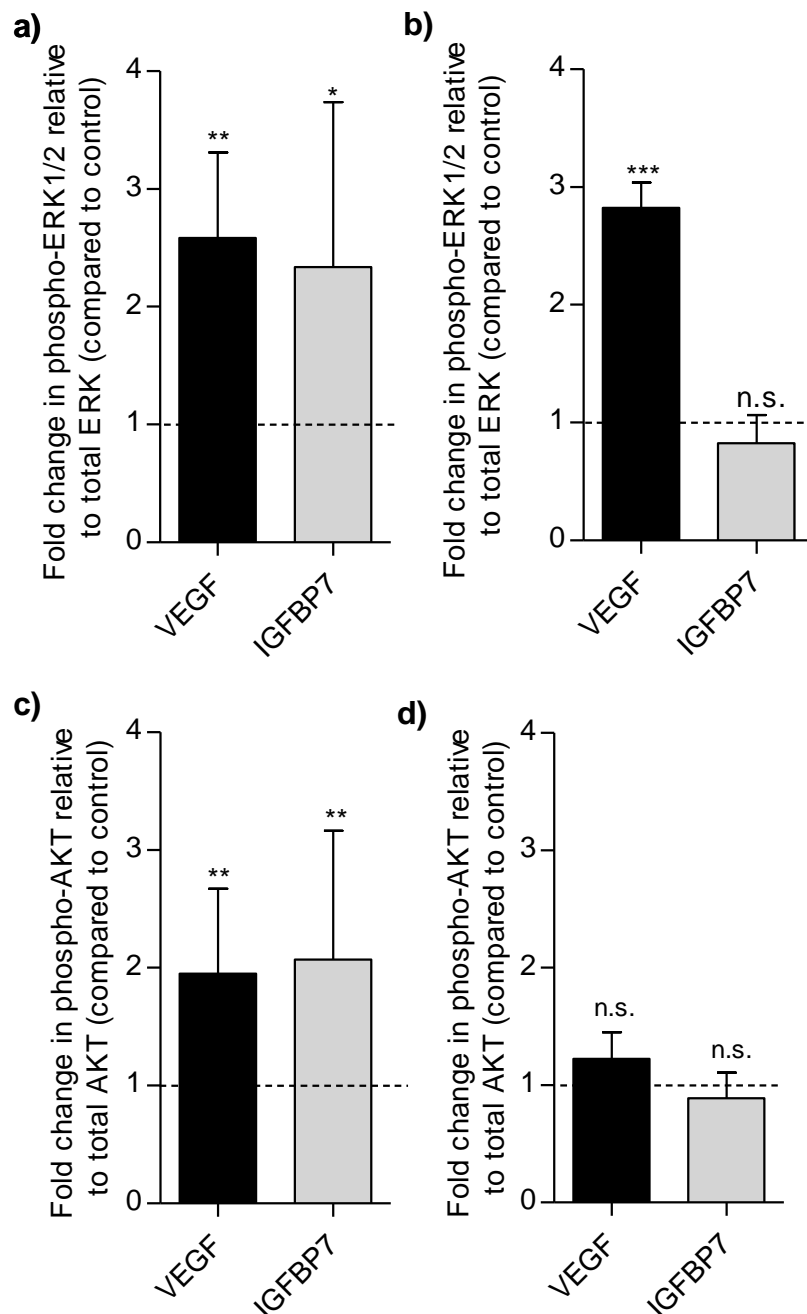 a)
Fold change in phospho-ERK1/2 relative
to total ERK (compared to control)
4
3
2
1
0
**
*
VEGF
IGFBP7
b)
Fold change in phospho-ERK1/2 relative
to total ERK (compared to control)
4
3
2
1
0
***
n.s.
VEGF
IGFBP7
c)
Fold change in phospho-AKT relative
to total AKT (compared to control)
4
3
2
1
0
**
**
VEGF
IGFBP7
d)
Fold change in phospho-AKT relative
to total AKT (compared to control)
4
3
2
1
0
n.s.
n.s.
VEGF
IGFBP7